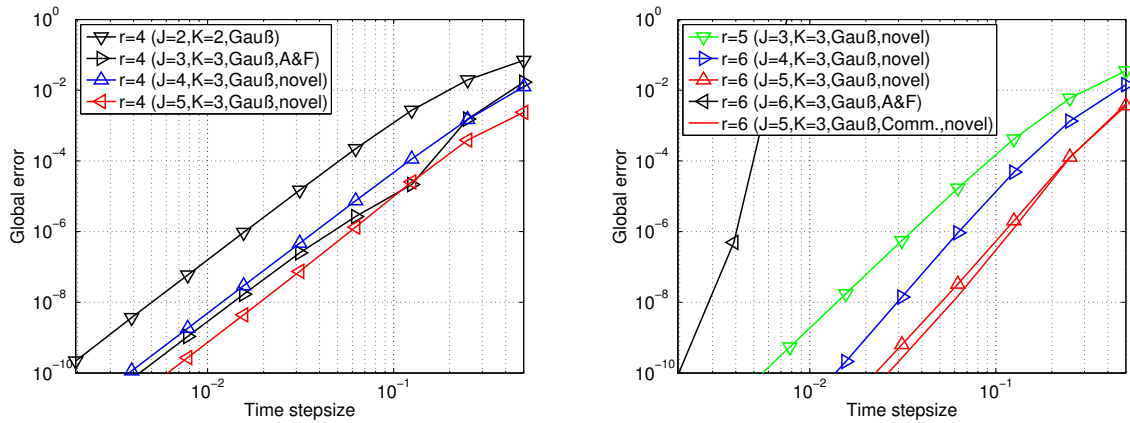 10^0
10^−2
10^−4
10^−6
10^−8
10^−10
Global error
r=4 (J=2,K=2,Gauß)
r=4 (J=3,K=3,Gauß,A&F)
r=4 (J=4,K=3,Gauß,novel)
r=4 (J=5,K=3,Gauß,novel)
10^−2
10^−1
Time stepsize
10^0
10^−2
10^−4
10^−6
10^−8
10^−10
Global error
r=5 (J=3,K=3,Gauß,novel)
r=6 (J=4,K=3,Gauß,novel)
r=6 (J=5,K=3,Gauß,novel)
r=6 (J=6,K=3,Gauß,A&F)
r=6 (J=5,K=3,Gauß,Comm.,novel)
10^−2
10^−1
Time stepsize